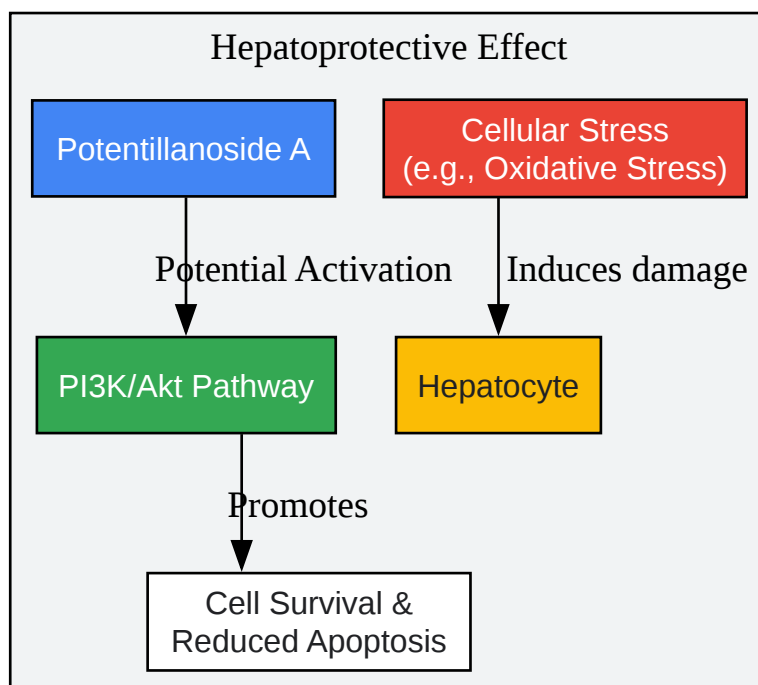 Hepatoprotective Effect
Potentillanoside A
Cellular Stress
(e.g., Oxidative Stress)
Potential Activation
Induces damage
PI3K/Akt Pathway
Hepatocyte
Promotes
Cell Survival &
Reduced Apoptosis